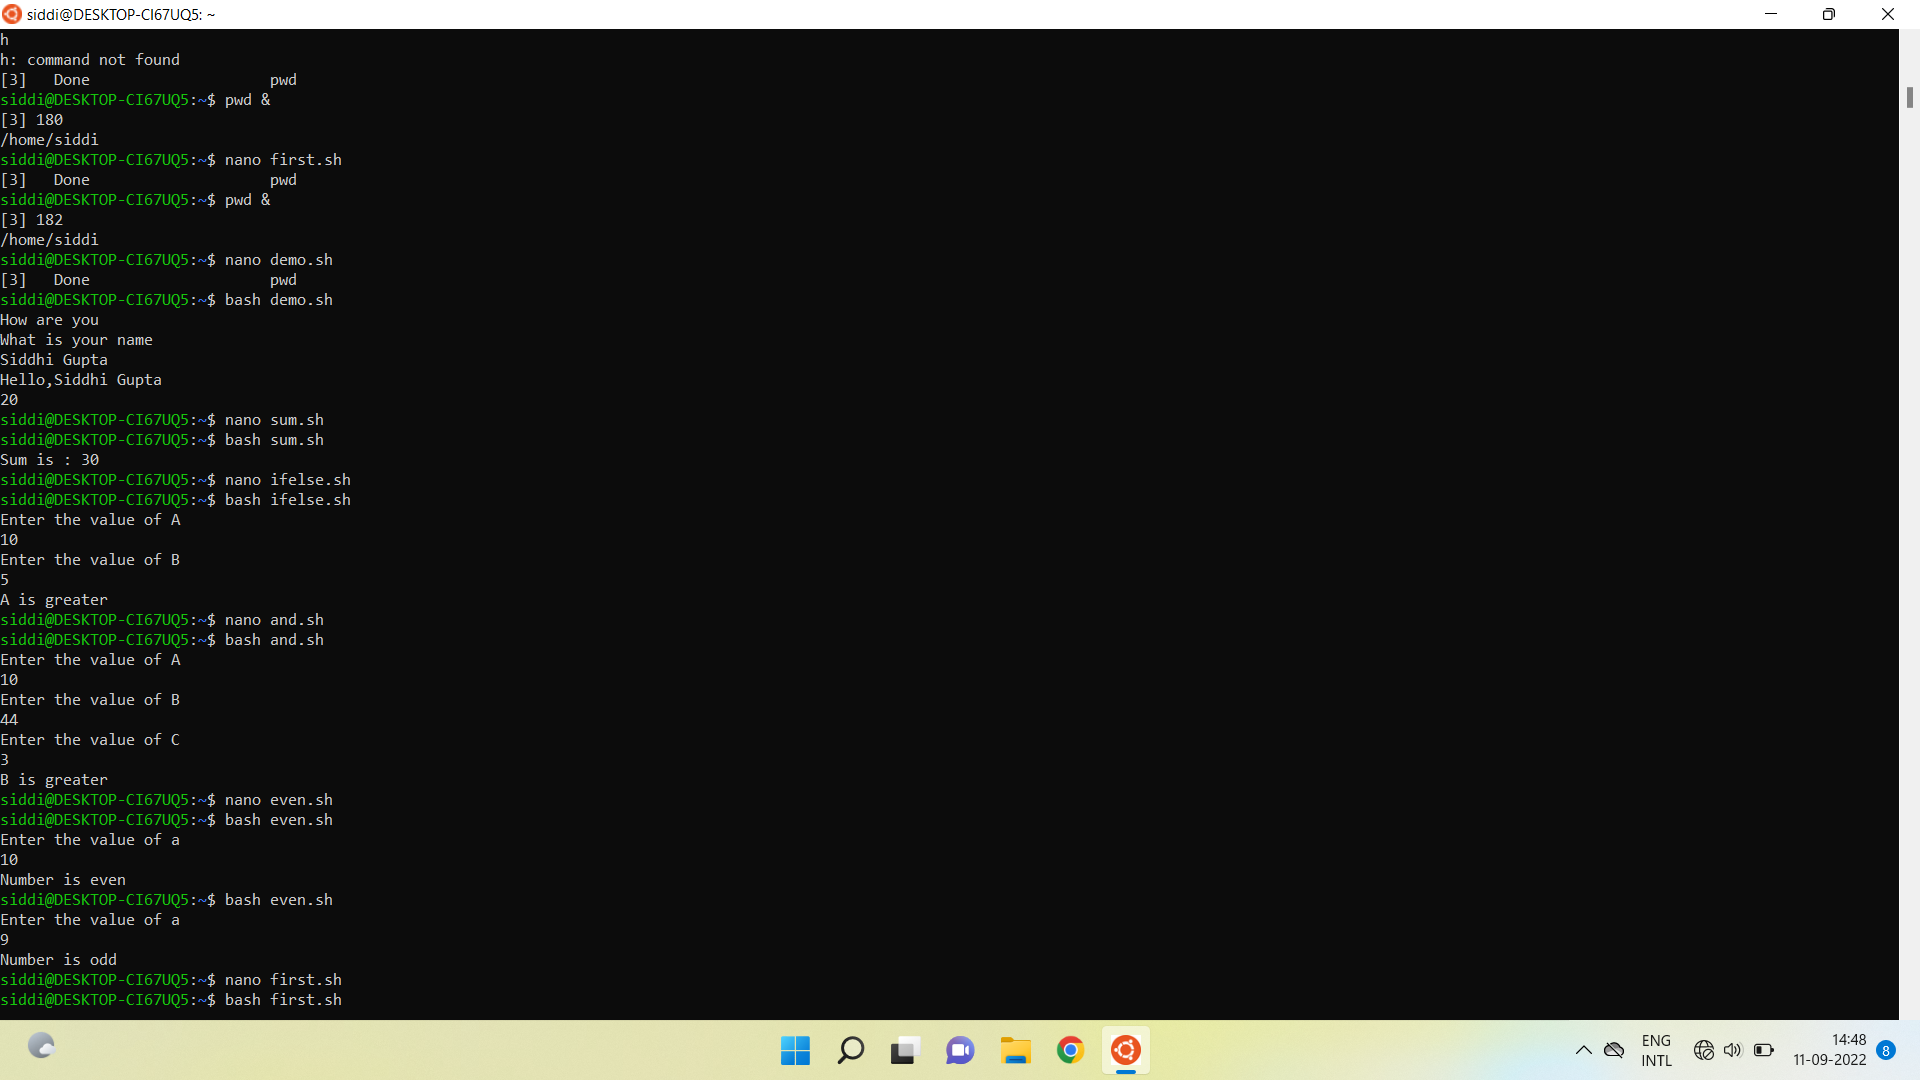 siddi@DESKTOP-CI67UQ5: ~
h
h: command not found
[3]   Done                    pwd
siddi@DESKTOP-CI67UQ5:~$ pwd &
[3] 180
/home/siddi
siddi@DESKTOP-CI67UQ5:~$ nano first.sh
[3]   Done                    pwd
siddi@DESKTOP-CI67UQ5:~$ pwd &
[3] 182
/home/siddi
siddi@DESKTOP-CI67UQ5:~$ nano demo.sh
[3]   Done                    pwd
siddi@DESKTOP-CI67UQ5:~$ bash demo.sh
How are you
What is your name
Siddhi Gupta
Hello,Siddhi Gupta
20
siddi@DESKTOP-CI67UQ5:~$ nano sum.sh
siddi@DESKTOP-CI67UQ5:~$ bash sum.sh
Sum is : 30
siddi@DESKTOP-CI67UQ5:~$ nano ifelse.sh
siddi@DESKTOP-CI67UQ5:~$ bash ifelse.sh
Enter the value of A
10
Enter the value of B
5
A is greater
siddi@DESKTOP-CI67UQ5:~$ nano and.sh
siddi@DESKTOP-CI67UQ5:~$ bash and.sh
Enter the value of A
10
Enter the value of B
44
Enter the value of C
3
B is greater
siddi@DESKTOP-CI67UQ5:~$ nano even.sh
siddi@DESKTOP-CI67UQ5:~$ bash even.sh
Enter the value of a
10
Number is even
siddi@DESKTOP-CI67UQ5:~$ bash even.sh
Enter the value of a
9
Number is odd
siddi@DESKTOP-CI67UQ5:~$ nano first.sh
siddi@DESKTOP-CI67UQ5:~$ bash first.sh
ENG
INTL
14:48
11-09-2022
8